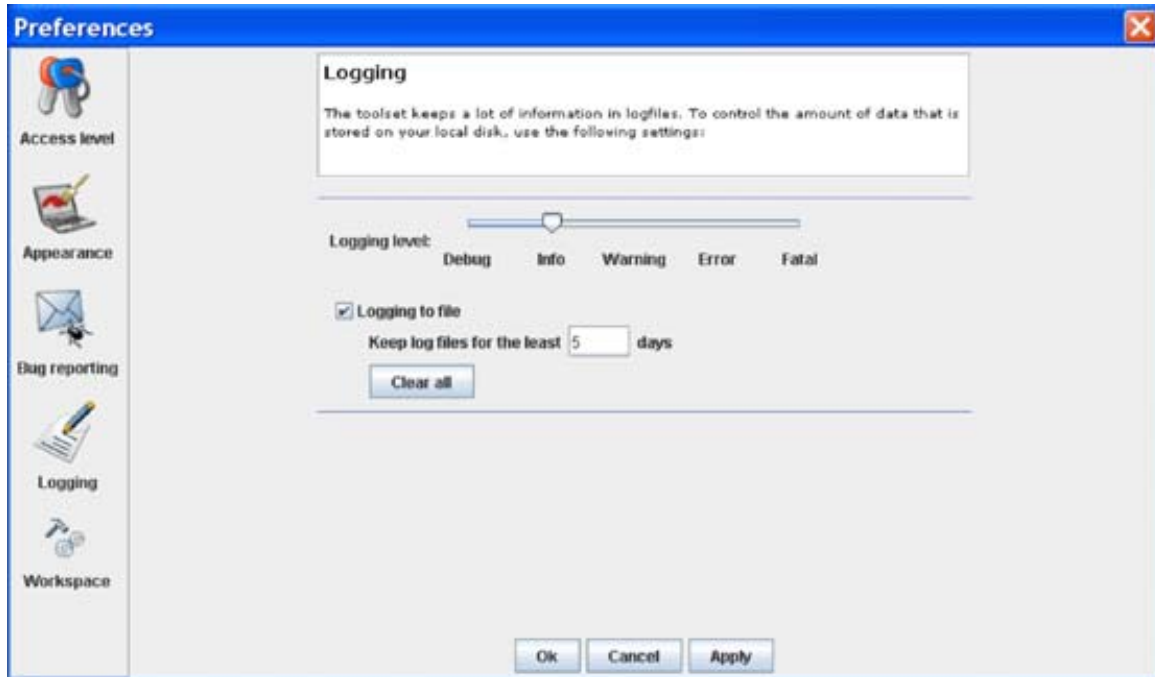 Preferences
Access level
Appearance
Bug reporting
Logging
Workspace
Logging
The toolset keeps a lot of information in logfiles. To control the amount of data that is
stored on your local disk, use the following settings:
Logging level:
Debug Info Warning Error Fatal
Logging to file
Keep log files for the least 5 days
Clear all
Ok Cancel Apply